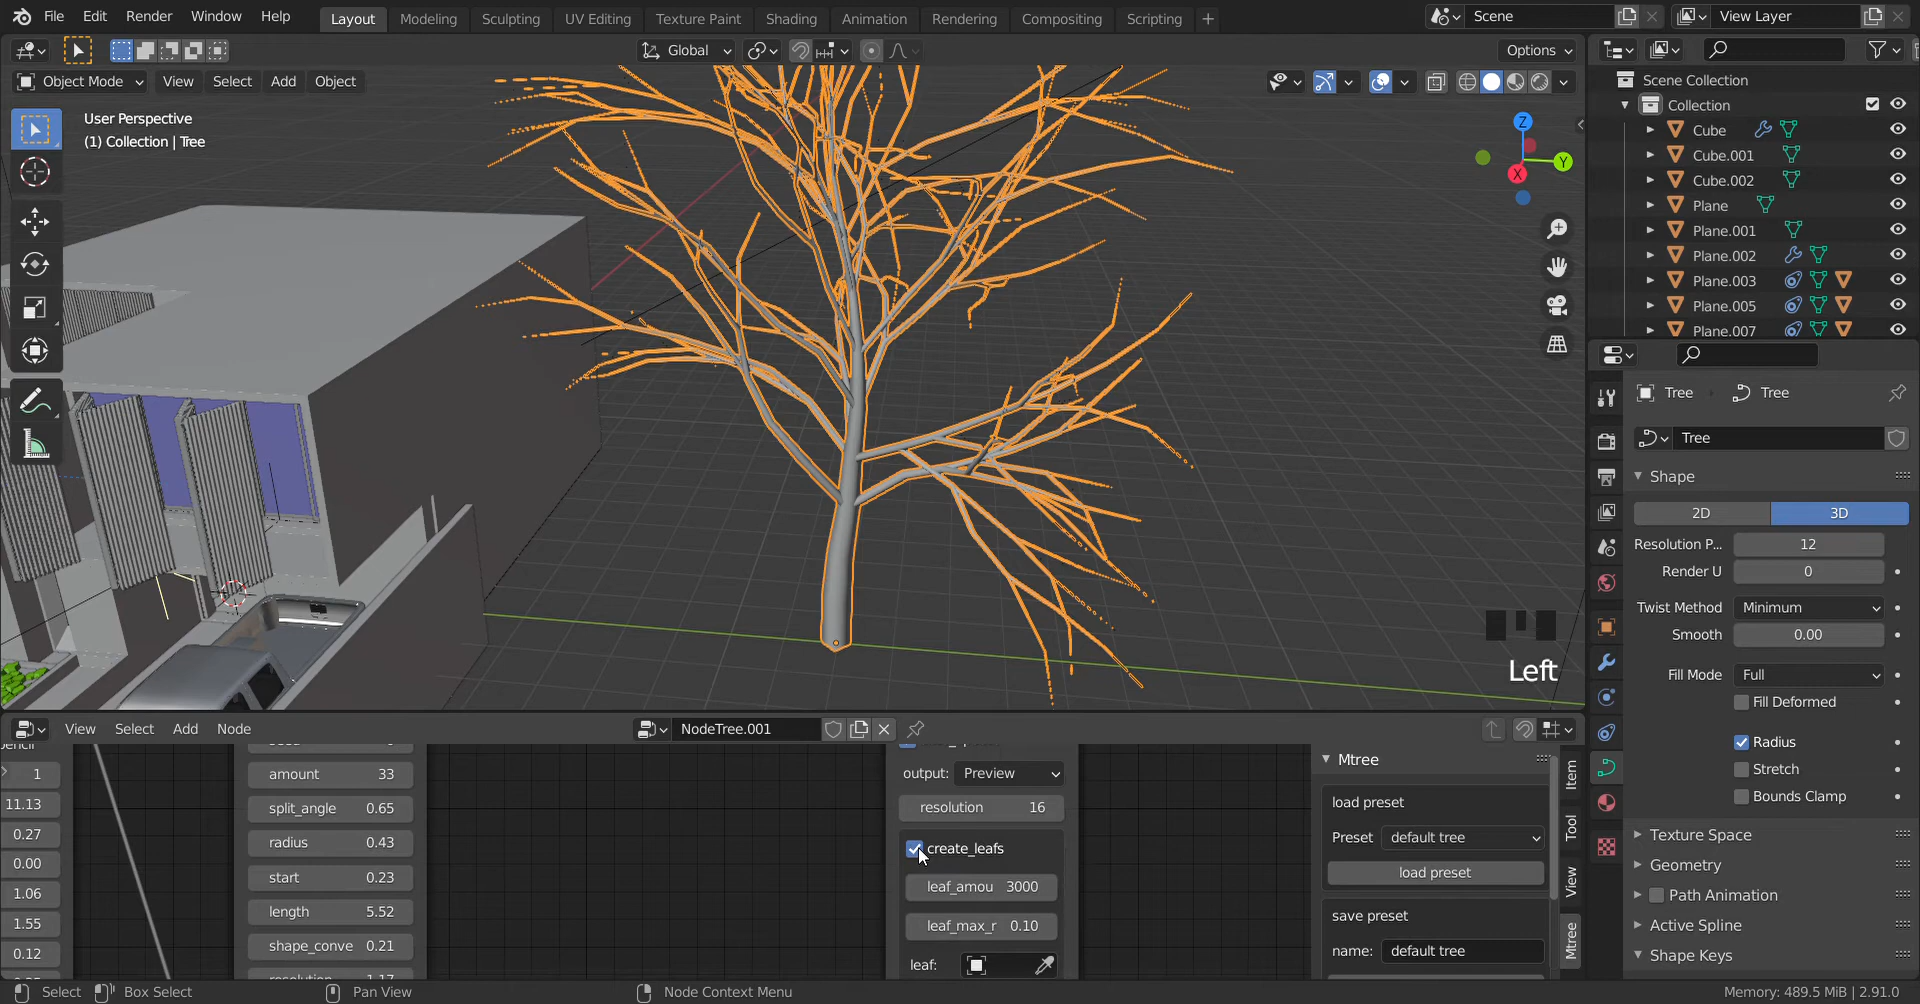 File Edit Render Window Help Layout Modeling Sculpting UV Editing Texture Paint Shading Animation Rendering Compositing Scripting + Scene View Layer
Global Options
Object Mode View Select Add Object
User Perspective
(1) Collection | Tree
Z
Y
X
Left
Scene Collection
Collection
Cube
Cube.001
Cube.002
Plane
Plane.001
Plane.002
Plane.003
Plane.005
Plane.007
Tree Tree
Tree
Shape
2D 3D
Resolution P... 12
Render U 0
Twist Method Minimum
Smooth 0.00
Fill Mode Full
Fill Deformed
Radius
Stretch
Bounds Clamp
Texture Space
Geometry
Path Animation
Active Spline
Shape Keys
View Select Add Node NodeTree.001
1
11.13
0.27
0.00
1.06
1.55
0.12
amount 33
split_angle 0.65
radius 0.43
start 0.23
length 5.52
shape_conve 0.21
resolution 1.17
output: Preview
resolution 16
create_leafs
leaf_amou 3000
leaf_max_r 0.10
leaf:
Mtree
load preset
Preset default tree
load preset
save preset
name: default tree
Item
Tool
View
Mtree
Select Box Select Pan View Node Context Menu Memory: 489.5 MiB | 2.91.0